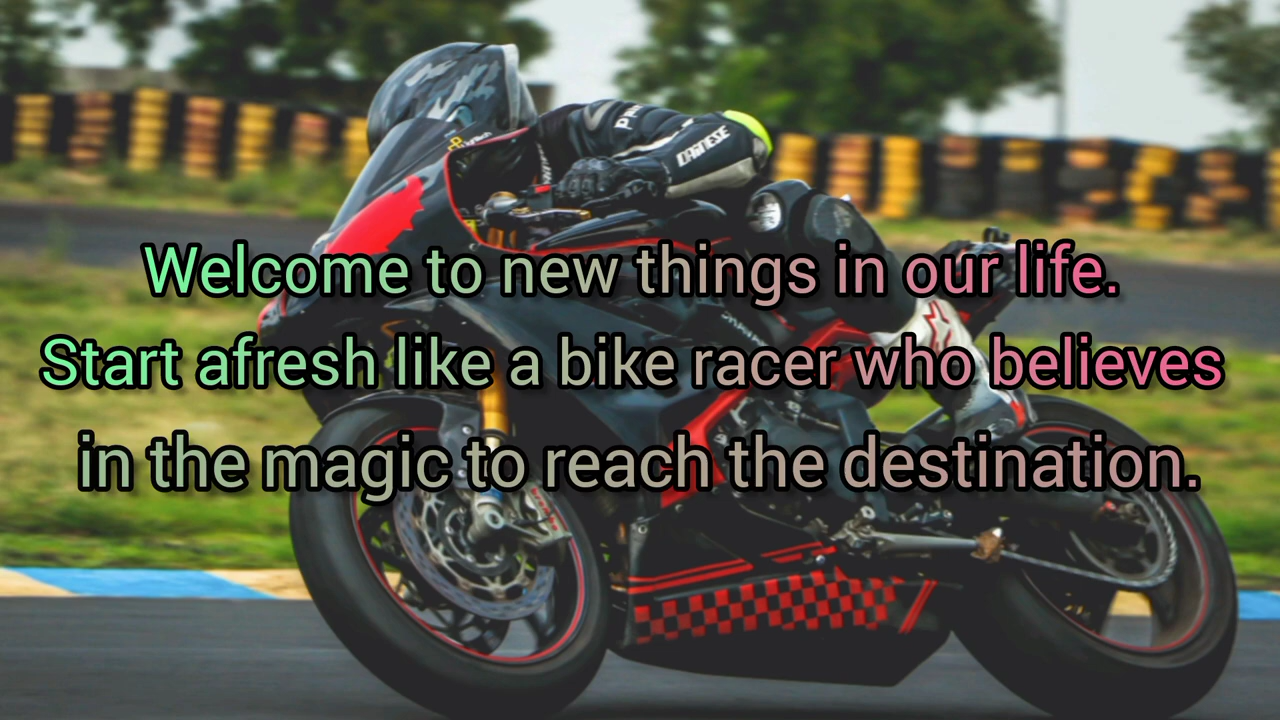 DAINESE
Welcome to new things in our life.
Start afresh like a bike racer who believes
in the magic to reach the destination.